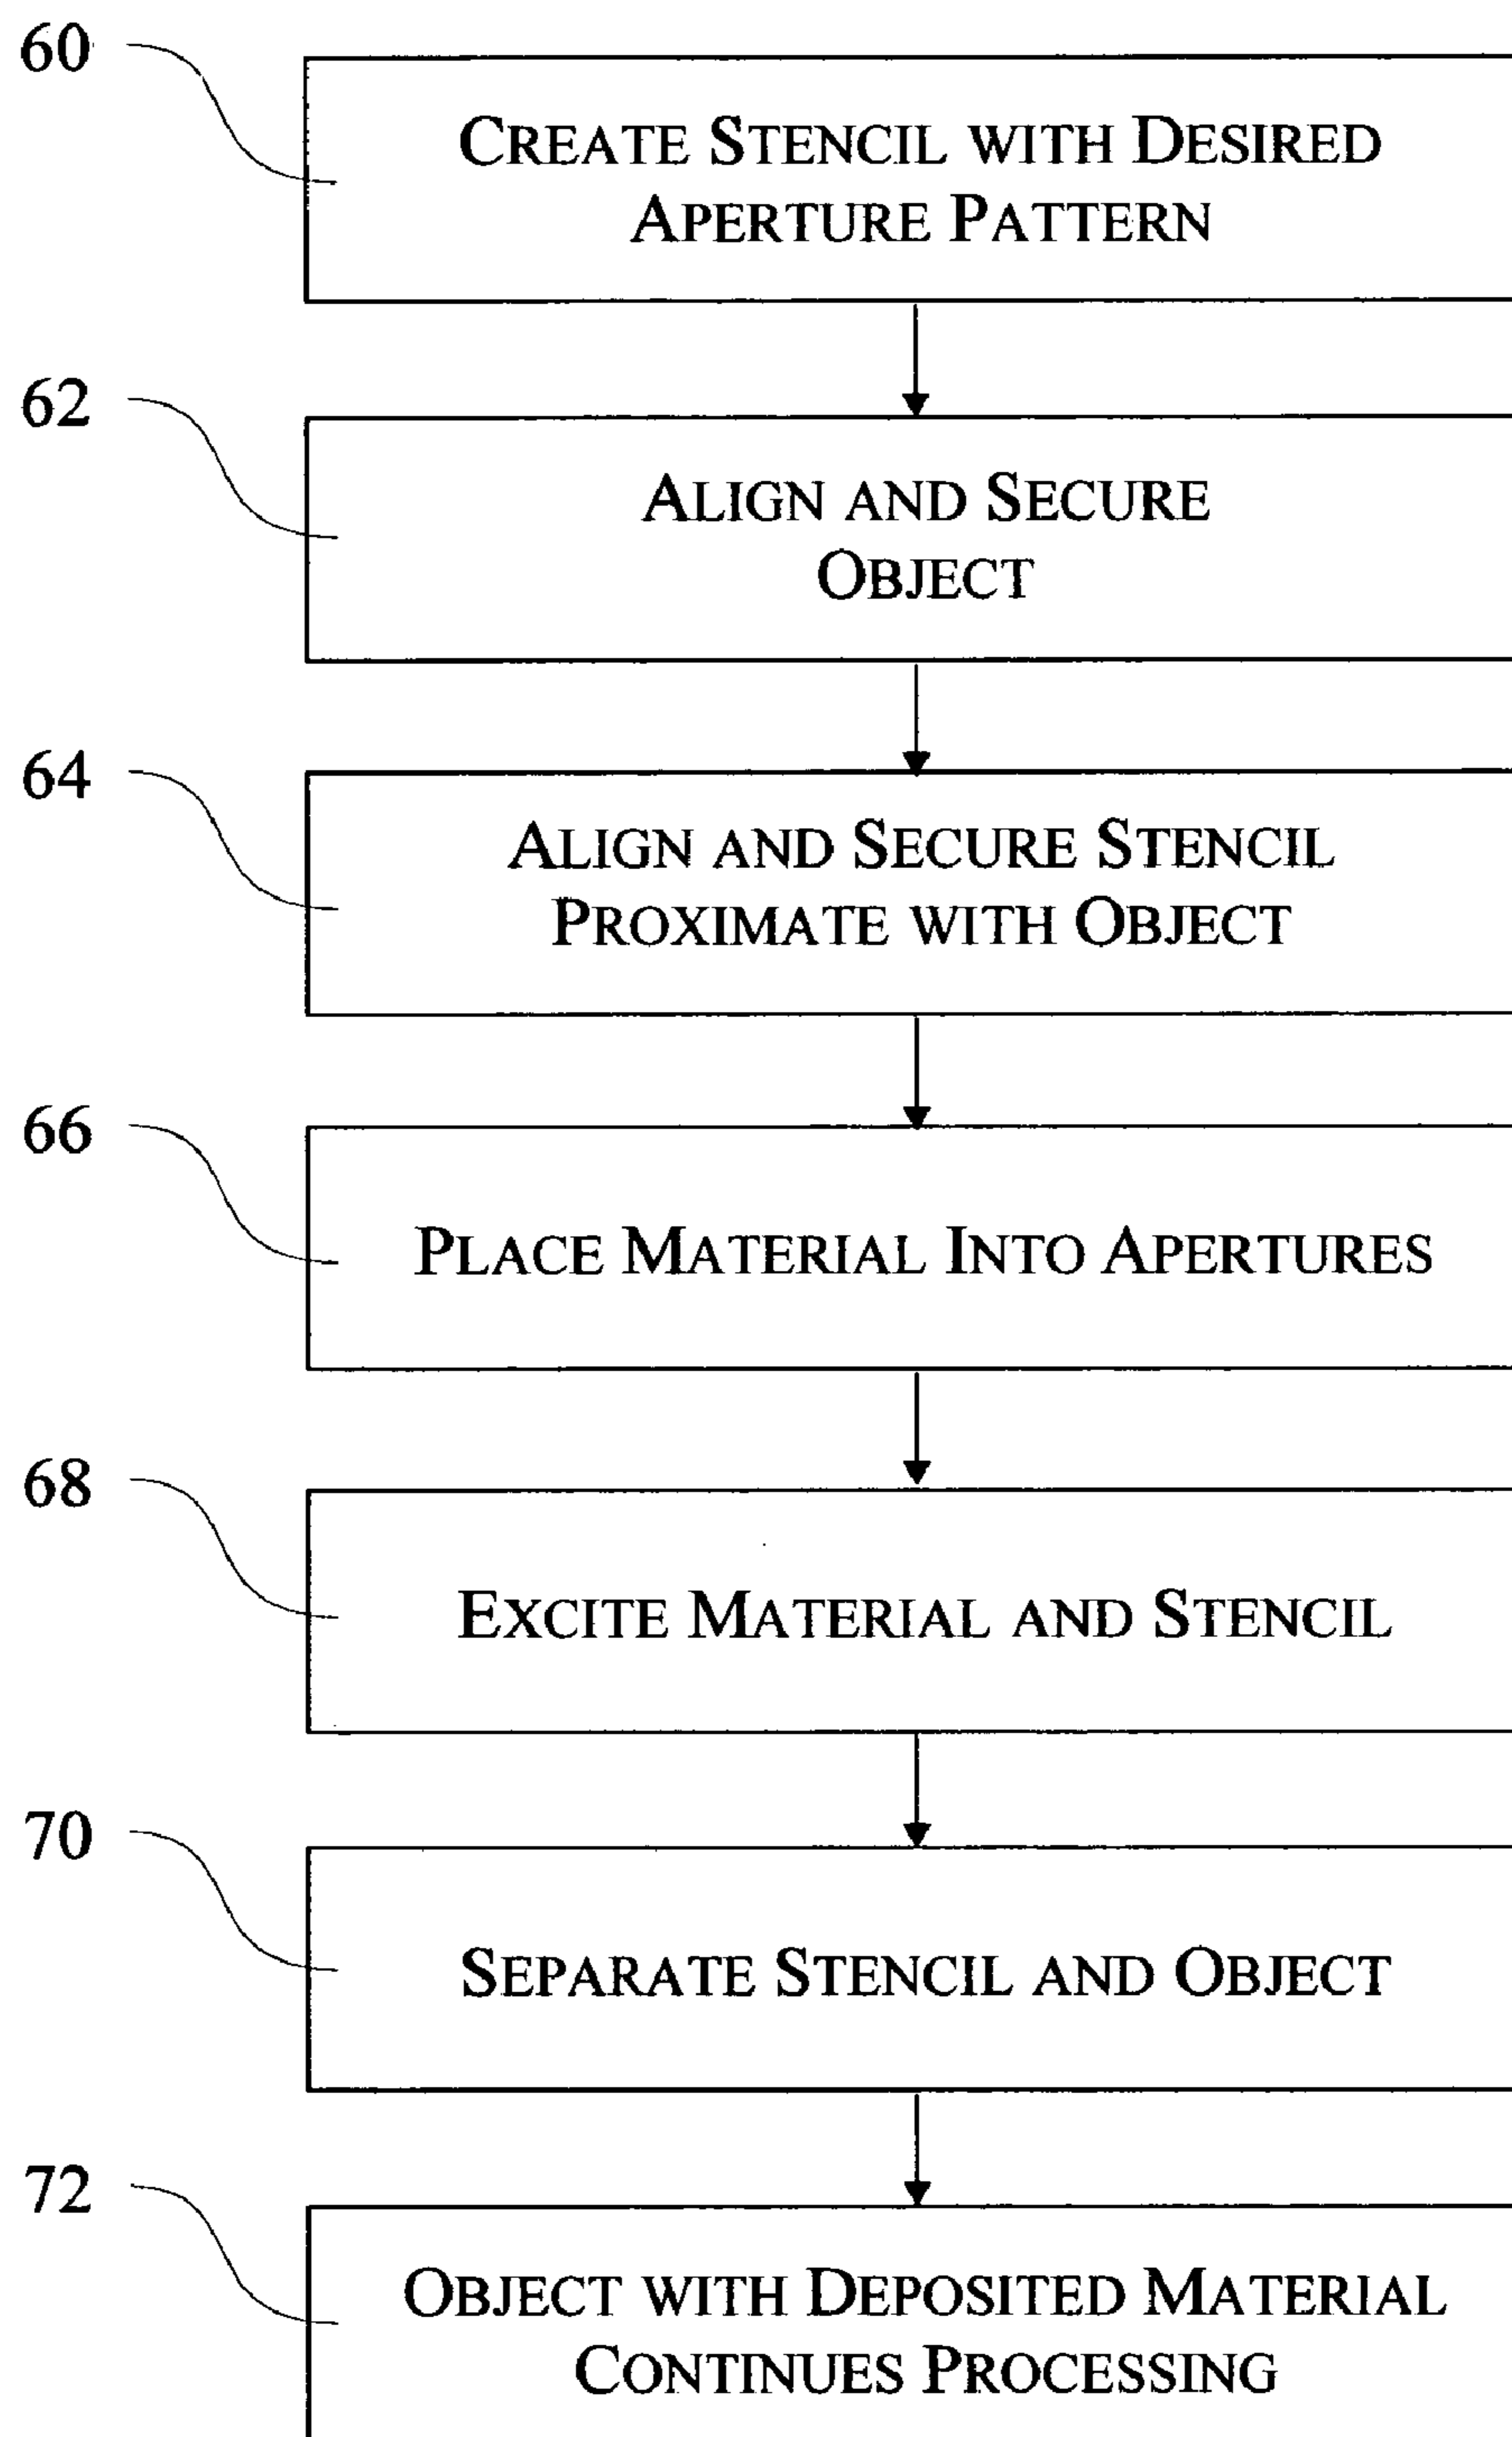 60
CREATE STENCIL WITH DESIRED
APERTURE PATTERN
62
ALIGN AND SECURE
OBJECT
64
ALIGN AND SECURE STENCIL
PROXIMATE WITH OBJECT
66
PLACE MATERIAL INTO APERTURES
68
EXCITE MATERIAL AND STENCIL
70
SEPARATE STENCIL AND OBJECT
72
OBJECT WITH DEPOSITED MATERIAL
CONTINUES PROCESSING